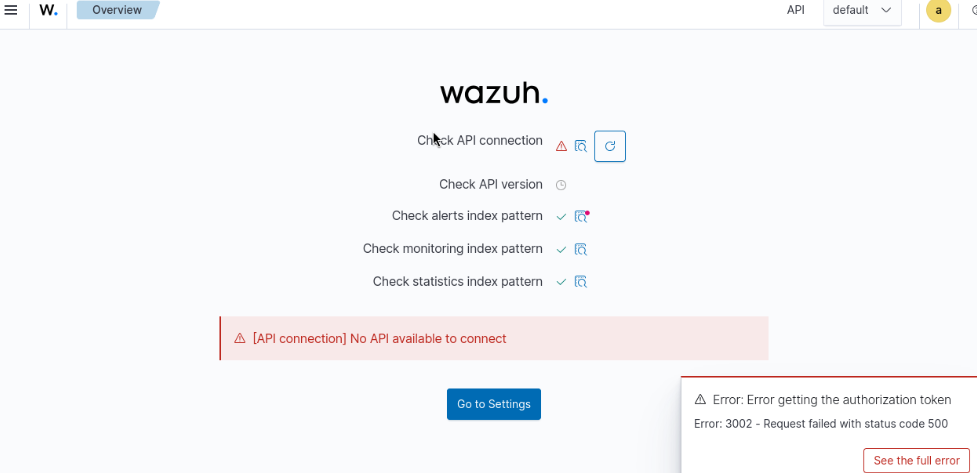 W.
Overview
API
default
a
wazuh.
Check API connection
Check API version
Check alerts index pattern
Check monitoring index pattern
Check statistics index pattern
[API connection] No API available to connect
Go to Settings
Error: Error getting the authorization token
Error: 3002 - Request failed with status code 500
See the full error